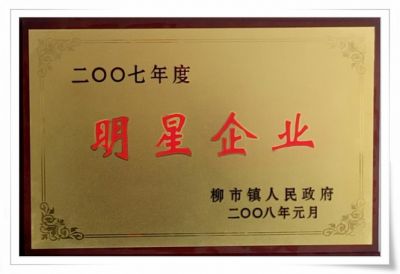 二〇〇七年度
明星企业
柳市镇人民政府
二〇〇八年元月